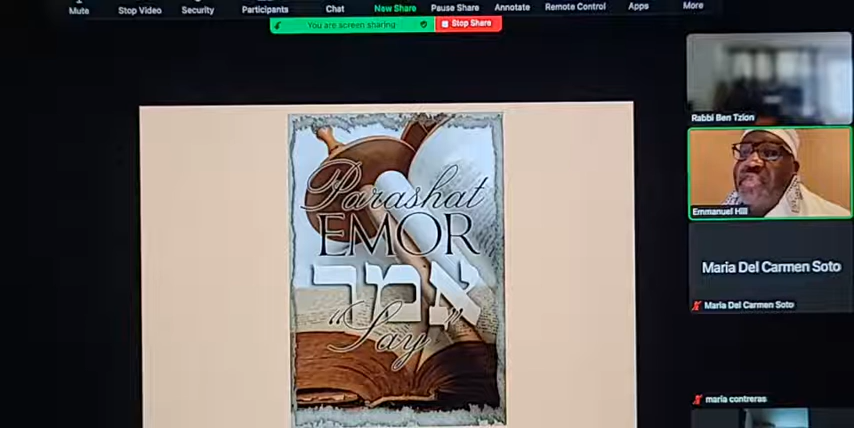 Mute
Stop Video
Security
Participants
Chat
New Share
Pause Share
Annotate
Remote Control
Apps
More
You are screen sharing
Stop Share
Rabbi Ben Tzion
Emmanuel Hill
Maria Del Carmen Soto
Maria Del Carmen Soto
maria contreras
Parashat
EMOR
אמר
“Say”